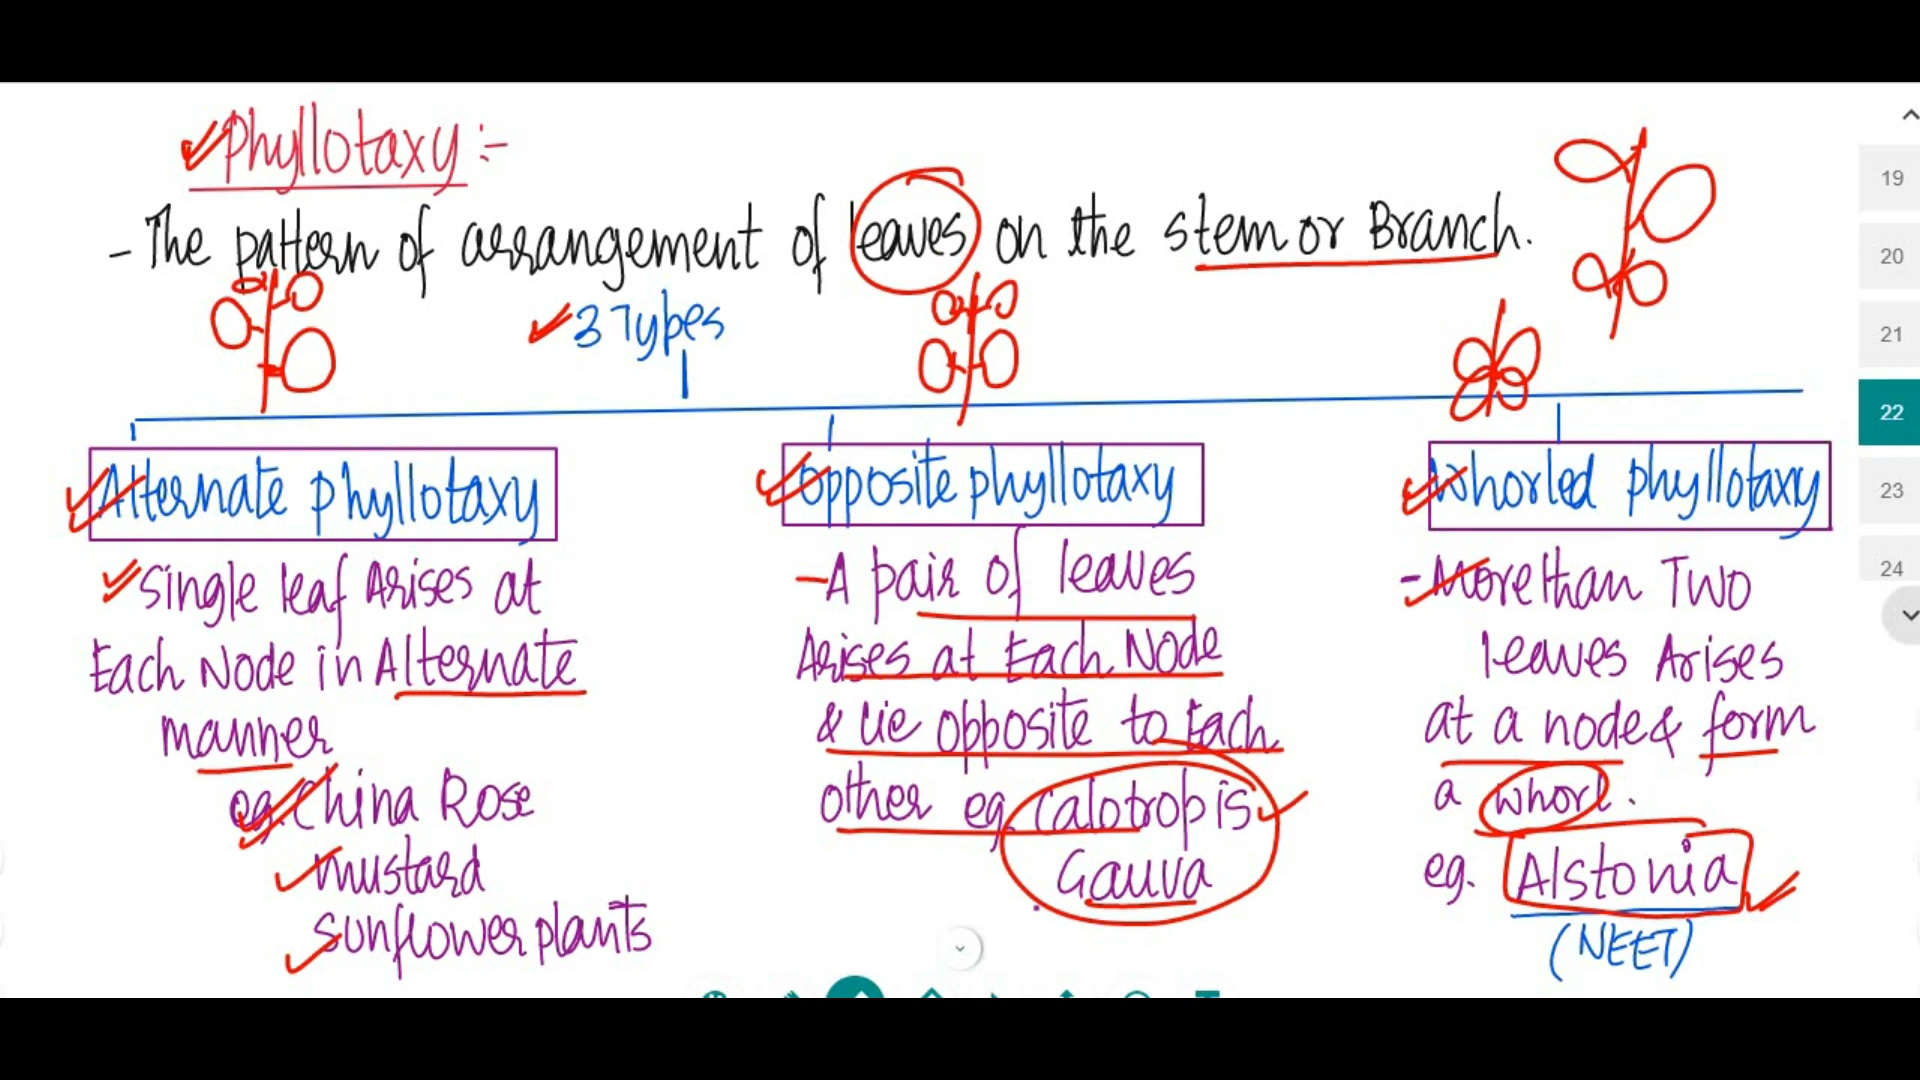 Phyllotaxy :-
- The pattern of arrangement of leaves on the stem or Branch.
3 Types
Alternate phyllotaxy
Single leaf Arises at
Each Node in Alternate
manner
eg. China Rose
mustard
sunflower plants
Opposite phyllotaxy
- A pair of leaves
Arises at Each Node
& lie opposite to Each
other eg. Calotropis
Gauva
Whorled phyllotaxy
- More than Two
leaves Arises
at a node & form
a whorl.
eg. Alstonia
(NEET)
19
20
21
22
23
24